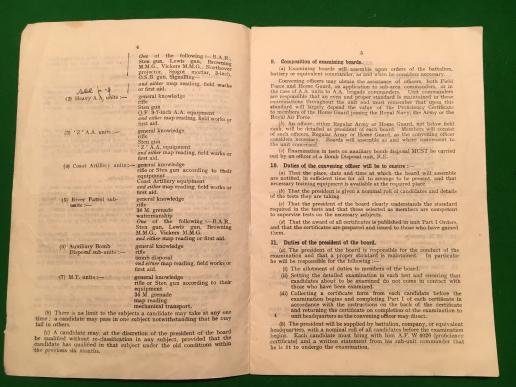 4
One of the following :—B.A.R.,
Sten gun, Lewis gun, Browning
M.M.G., Vickers M.M.G., Northover
projector, Spigot mortar, 3-inch,
O.S.B. gun, Signalling—
and either map reading, field works
or first aid.
see p 4
(2) Heavy A.A. units :— general knowledge
rifle
Sten gun
Q.F. 3·7-inch A.A. equipment
and either map reading, field works
or first aid.
(3) "Z" A.A. units :— general knowledge
rifle
Sten gun
and either map reading, field works or
first aid.
(4) Coast Artillery units :— general knowledge
rifle or Sten gun according to their
equipment
Coast Artillery equipment
and either map reading, field works or
first aid.
(5) River Patrol sub-
units :— general knowledge
rifle
36 M grenade
watermanship
One of the following :—B.A.R.,
Sten gun, Lewis gun, Browning
M.M.G., Vickers M.M.G.
(6) Auxiliary Bomb
Disposal sub-units :— general knowledge
rifle
bomb disposal
and either map reading, field works or
first aid.
(7) M.T. units :— general knowledge
rifle or Sten gun according to their
equipment
36 M grenade
map reading
mechanical transport.
(b) There is no limit to the subjects a candidate may take at any one
time; a candidate may pass in one subject notwithstanding that he may
fail in others.
(c) A candidate may, at the discretion of the president of the board
be qualified without re-classification in any subject, provided that the
candidate has qualified in that subject under the old conditions within
the previous six months.
5
9. Composition of examining boards.
(a) Examining boards will assemble upon orders of the battalion,
battery or equivalent commander, as and when he considers necessary.
Convening officers may obtain the assistance of officers, both Field
Force and Home Guard, on application to sub-area commanders, or in
the case of A.A. units to A.A. brigade commanders. Unit commanders
are responsible that an even and proper standard is maintained in these
examinations throughout the unit and must remember that upon this
standard will largely depend the value of the Proficiency Certificate
to members of the Home Guard joining the Royal Navy, the Army or the
Royal Air Force.
(b) An officer, either Regular Army or Home Guard, not below field
rank, will be detailed as president of each board. Members will consist
of such officers, Regular Army or Home Guard, as the convening officer
considers necessary. Boards will assemble as and where convenient to
the unit concerned.
(c) Examination in tests on auxiliary bomb disposal MUST be carried
out by an officer of a Bomb Disposal unit, R.E.
10. Duties of the convening officer will be to ensure :—
(a) That the place, date and time at which the board will assemble
are notified, in sufficient time for all to arrange to be present, and that
necessary training equipment is available at the required place
(b) That the president is given a nominal roll of candidates and details
of the tests they are taking.
(c) That the president of the board clearly understands the standard
required in the tests and that those selected as members are competent
to supervise tests on the necessary subjects.
(d) That the award of all certificates is published in unit Part I Orders,
and that the certificates are prepared and issued to those who have gained
them.
11. Duties of the president of the board.
(a) The president of the board is responsible for the conduct of the
examination and that a proper standard is maintained. In particular
he will be responsible for the following :—
(i) The allotment of duties to members of the board.
(ii) Setting the detailed examination in each test and seeing that
candidates about to be examined do not come in contact with
those who have been examined.
(iii) Collecting a certificate form from each candidate before the
examination begins and completing Part I of each certificate in
accordance with the instructions on the back of the certificate
and returning the certificate on completion of the examination to
unit headquarters as the convening officer may direct.
(b) The president will be supplied by battalion, company, or equivalent
headquarters, with a nominal roll of all candidates before the examination
begins. Each candidate must bring with him A.F. W 4026 (proficiency
certificate) and a written statement from his sub-unit commander that
he is fit to undergo the examination.